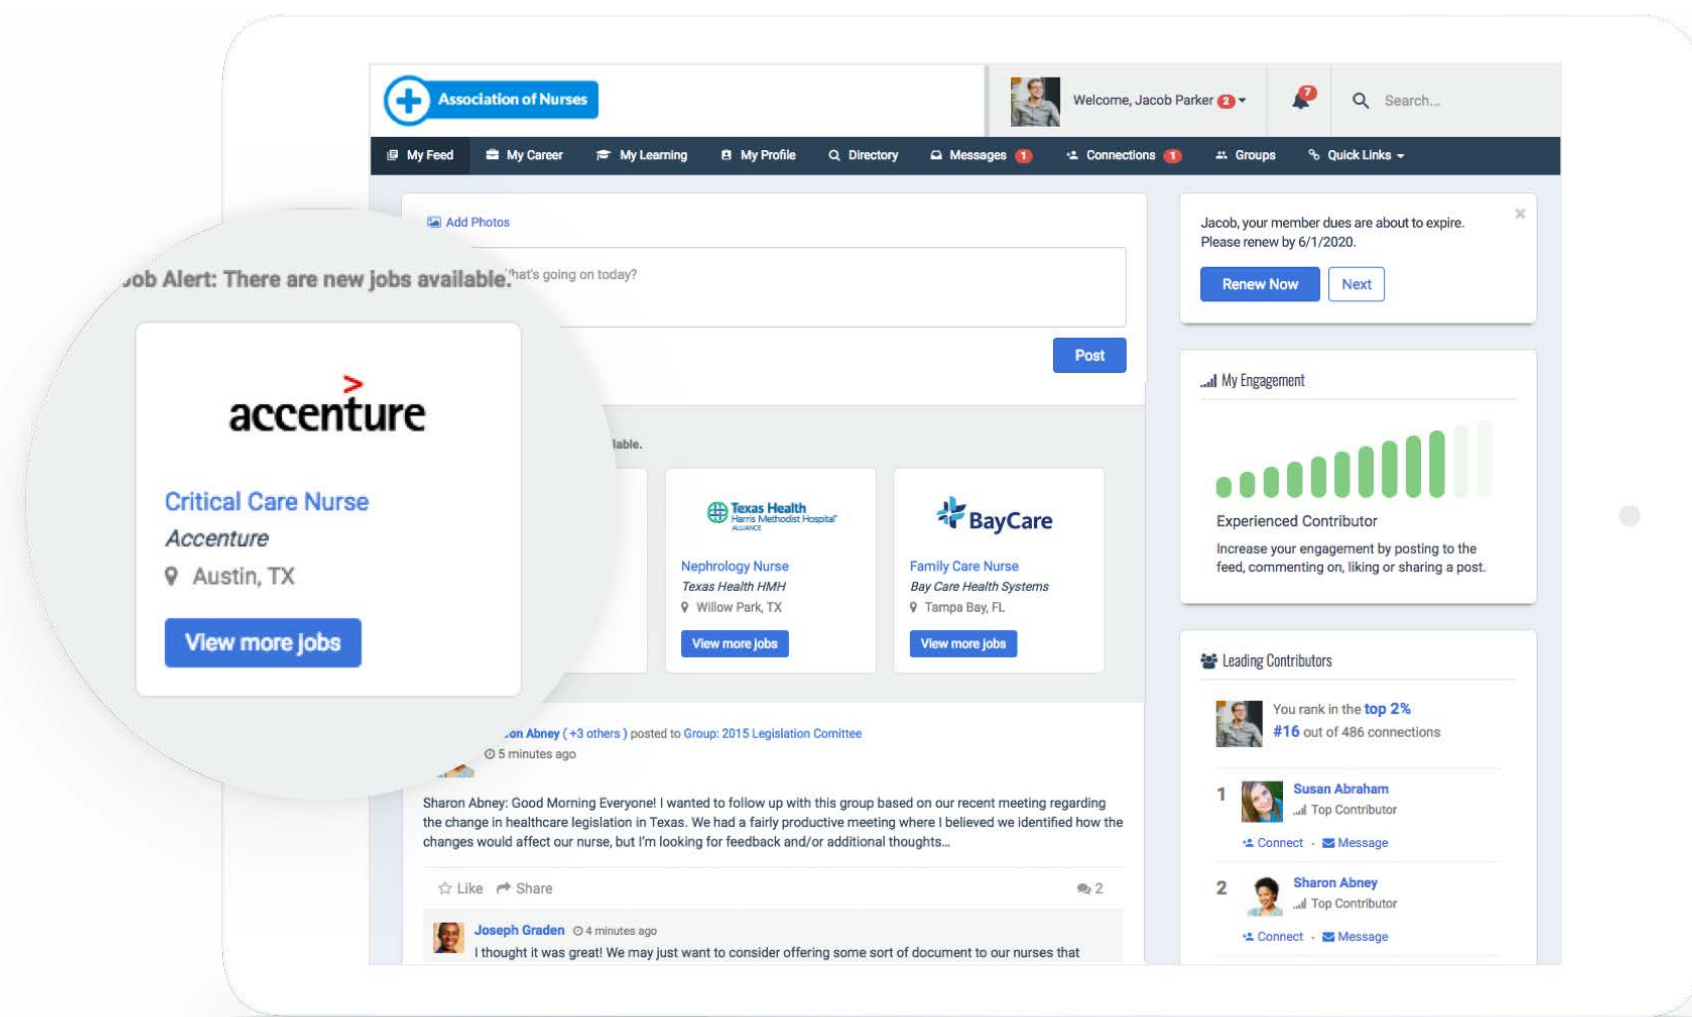 Association of Nurses
Welcome, Jacob Parker 2
7
Search...
My Feed
My Career
My Learning
My Profile
Directory
Messages 1
Connections 1
Groups
Quick Links
Add Photos
What's going on today?
Post
Job Alert: There are new jobs available.
accenture
Critical Care Nurse
Accenture
Austin, TX
View more jobs
Texas Health
Harris Methodist Hospital
ALLIANCE
Nephrology Nurse
Texas Health HMH
Willow Park, TX
View more jobs
BayCare
Family Care Nurse
Bay Care Health Systems
Tampa Bay, FL
View more jobs
Abney ( +3 others ) posted to Group: 2015 Legislation Comittee
5 minutes ago
Sharon Abney: Good Morning Everyone! I wanted to follow up with this group based on our recent meeting regarding
the change in healthcare legislation in Texas. We had a fairly productive meeting where I believed we identified how the
changes would affect our nurse, but I'm looking for feedback and/or additional thoughts...
Like Share 2
Joseph Graden 4 minutes ago
I thought it was great! We may just want to consider offering some sort of document to our nurses that
Jacob, your member dues are about to expire.
Please renew by 6/1/2020.
Renew Now
Next
My Engagement
Experienced Contributor
Increase your engagement by posting to the
feed, commenting on, liking or sharing a post.
Leading Contributors
You rank in the top 2%
#16 out of 486 connections
1 Susan Abraham
Top Contributor
Connect · Message
2 Sharon Abney
Top Contributor
Connect · Message